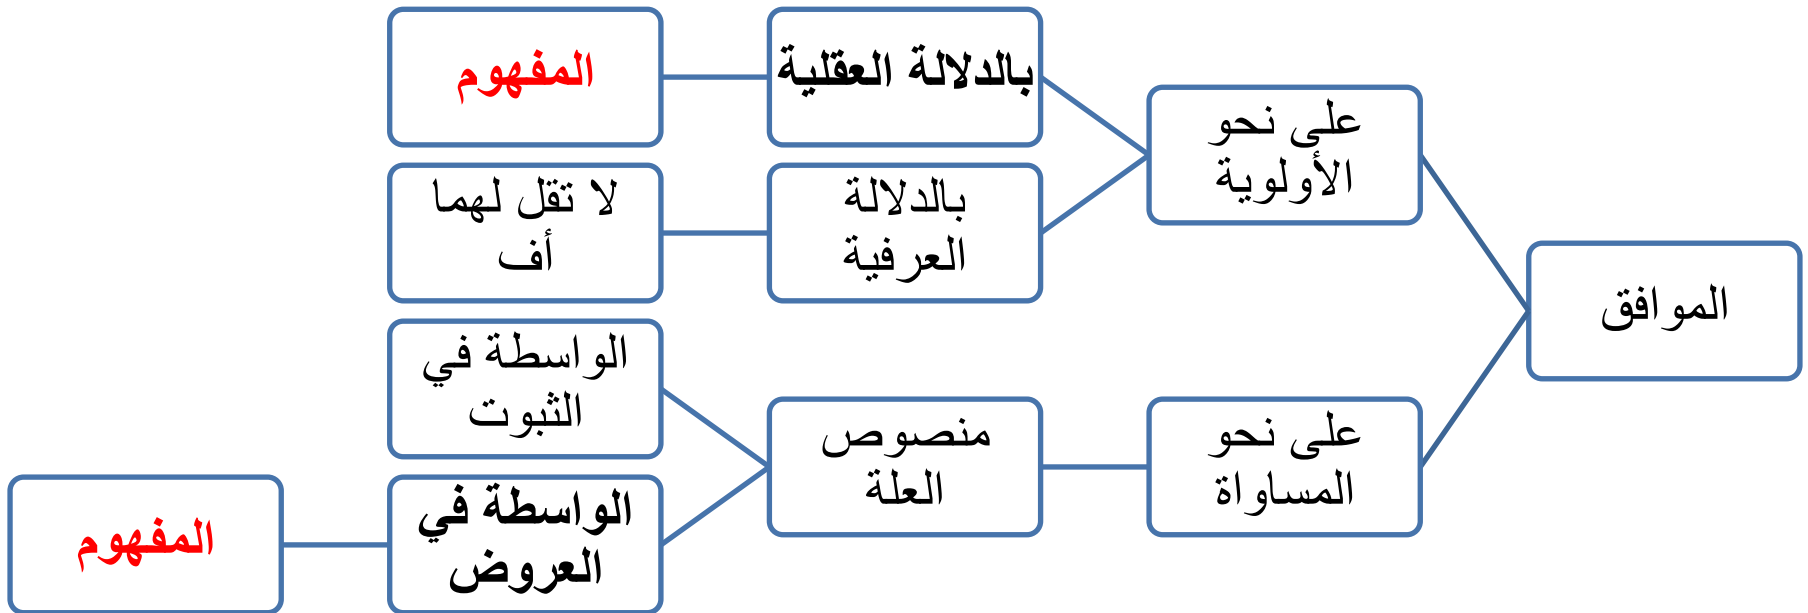 الموافق
على نحو
الأولوية
بالدلالة العقلية
المفهوم
بالدلالة
العرفية
لا تقل لهما
أف
على نحو
المساواة
منصوص
العلة
الواسطة في
الثبوت
الواسطة في
العروض
المفهوم